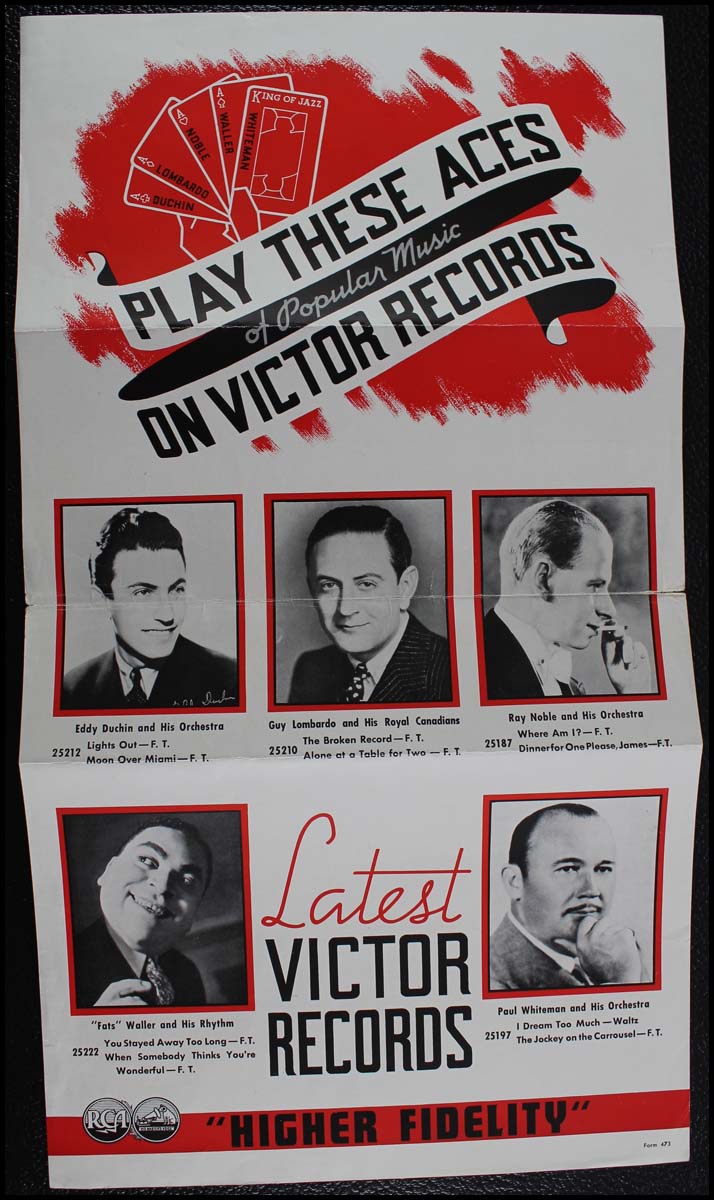 KING OF JAZZ
A WHITEMAN
A WALLER
A NOBLE
A LOMBARDO
A DUCHIN
PLAY THESE ACES
of Popular Music
ON VICTOR RECORDS
Duchin
Eddy Duchin and His Orchestra
25212 Lights Out—F. T.
Moon Over Miami—F. T.
Guy Lombardo and His Royal Canadians
25210 The Broken Record—F. T.
Alone at a Table for Two—F. T.
Ray Noble and His Orchestra
25187 Where Am I?—F. T.
Dinner for One Please, James—F.T.
Latest
VICTOR
RECORDS
"Fats" Waller and His Rhythm
25222 You Stayed Away Too Long—F.T.
When Somebody Thinks You're
Wonderful—F. T.
Paul Whiteman and His Orchestra
25197 I Dream Too Much—Waltz
The Jockey on the Carrousel—F. T.
RCA
HIS MASTER'S VOICE
"HIGHER FIDELITY"
Form 473